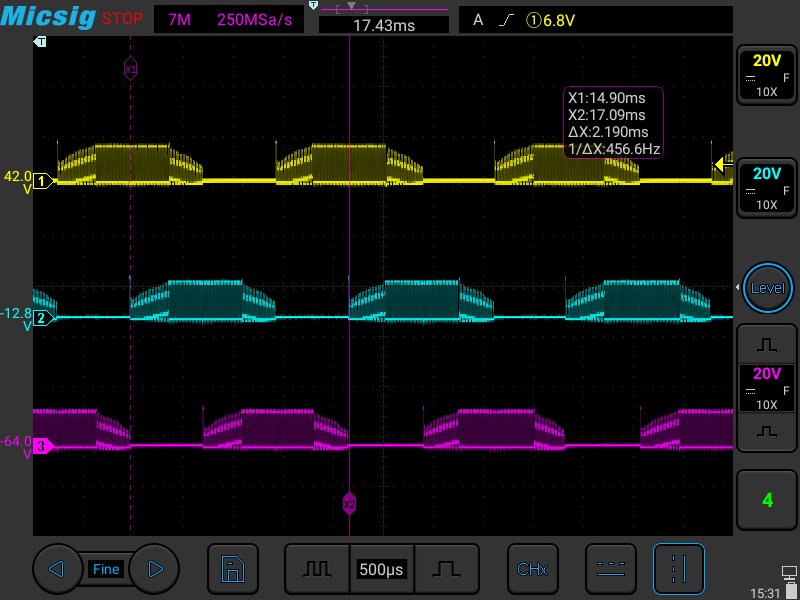 Micsig STOP 7M 250MSa/s T 17.43ms A 1 6.8V
T
X1
X1:14.90ms
X2:17.09ms
ΔX:2.190ms
1/ΔX:456.6Hz
42.0 V 1
-12.8 V 2
-64.0 V 3
X2
20V
F
10X
20V
F
10X
Level
20V
F
10X
4
Fine 500µs CHx
15:31